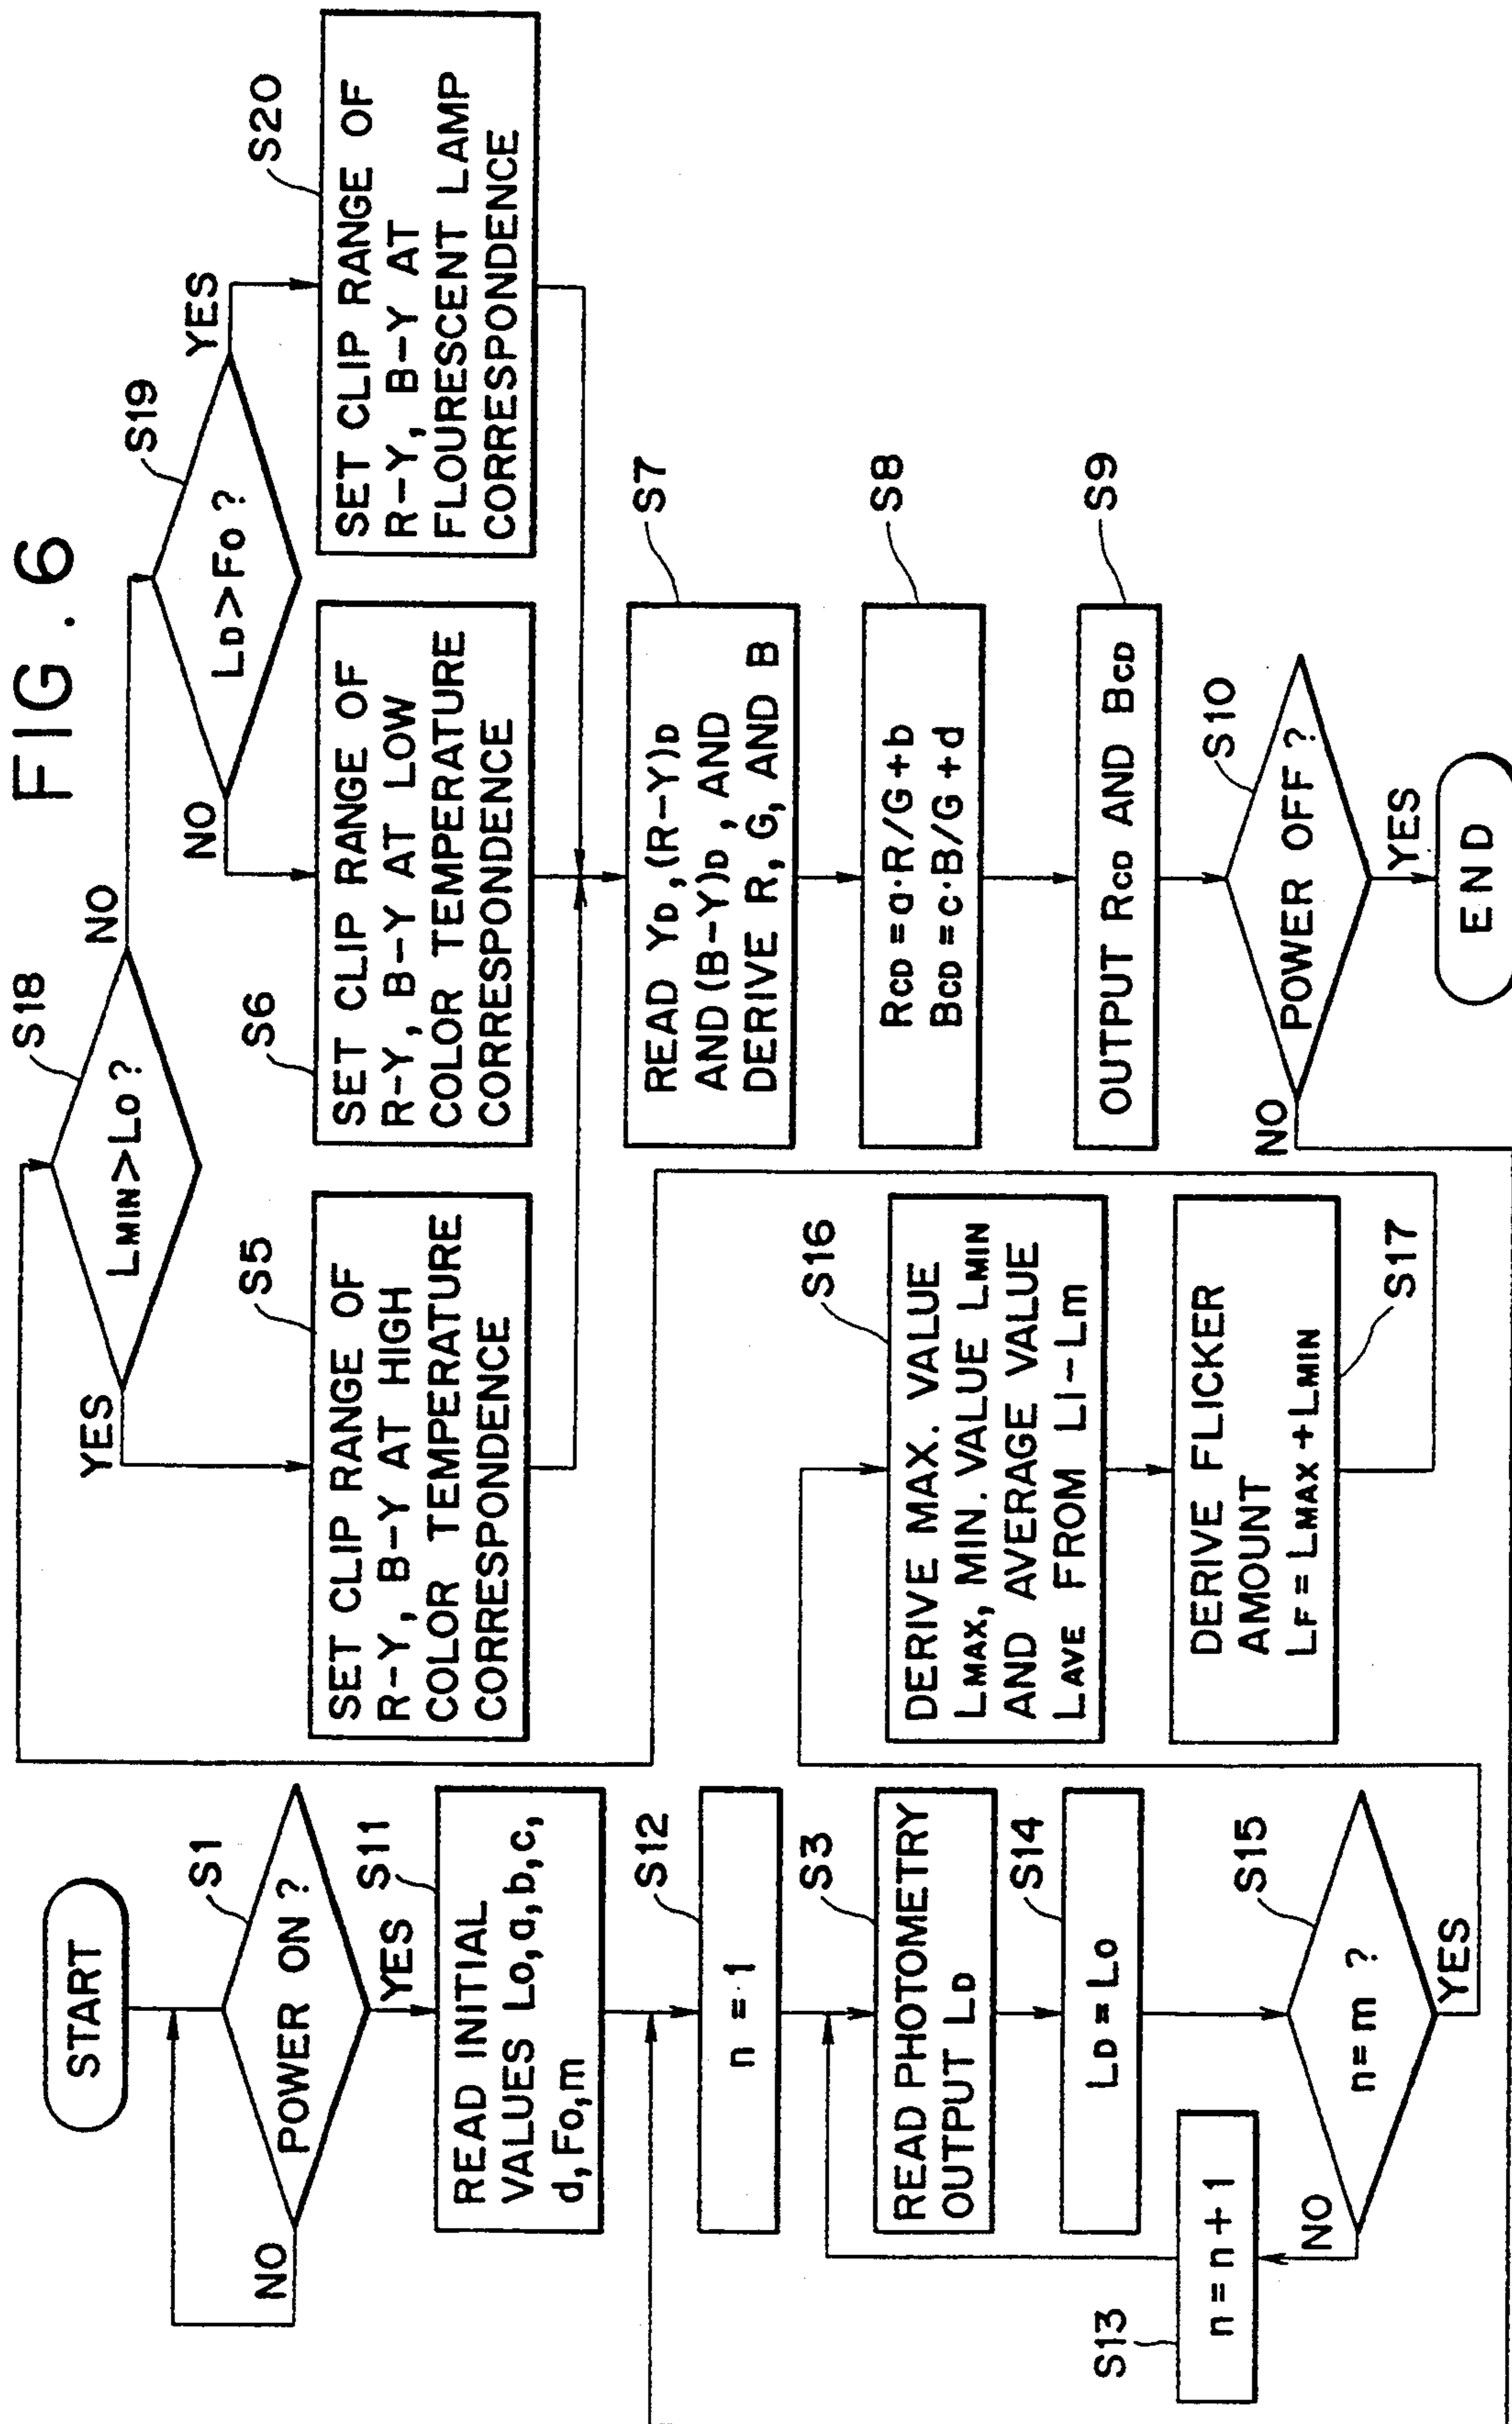 FIG. 6
START
S1
POWER ON ?
NO
YES
S11
READ INITIAL
VALUES Lo, a, b, c,
d, Fo, m
S12
n = 1
S3
READ PHOTOMETRY
OUTPUT LD
S14
LD = Lo
S15
n = m ?
NO
YES
S13
n = n + 1
S16
DERIVE MAX. VALUE
LMAX, MIN. VALUE LMIN
AND AVERAGE VALUE
LAVE FROM L1-Lm
DERIVE FLICKER
AMOUNT
LF = LMAX + LMIN
S17
S18
LMIN > Lo ?
YES
NO
S5
SET CLIP RANGE OF
R-Y, B-Y AT HIGH
COLOR TEMPERATURE
CORRESPONDENCE
S19
LD > Fo ?
NO
YES
S6
SET CLIP RANGE OF
R-Y, B-Y AT LOW
COLOR TEMPERATURE
CORRESPONDENCE
S20
SET CLIP RANGE OF
R-Y, B-Y AT
FLOURESCENT LAMP
CORRESPONDENCE
S7
READ YD, (R-Y)D
AND (B-Y)D, AND
DERIVE R, G, AND B
S8
RCD = a·R/G + b
BCD = c·B/G + d
S9
OUTPUT RCD AND BCD
S10
POWER OFF ?
NO
YES
END